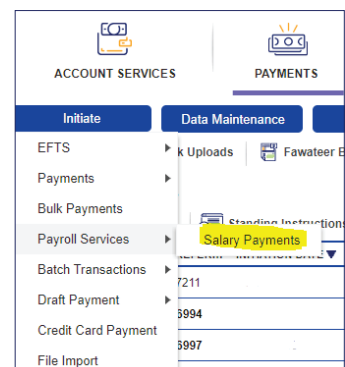 ACCOUNT SERVICES
PAYMENTS
Initiate
Data Maintenance
EFTS
k Uploads
Fawateer E
Payments
Bulk Payments
Standing Instructions
Payroll Services
Salary Payments
INITIATION DATE
Batch Transactions
7211
Draft Payment
6994
Credit Card Payment
6997
File Import